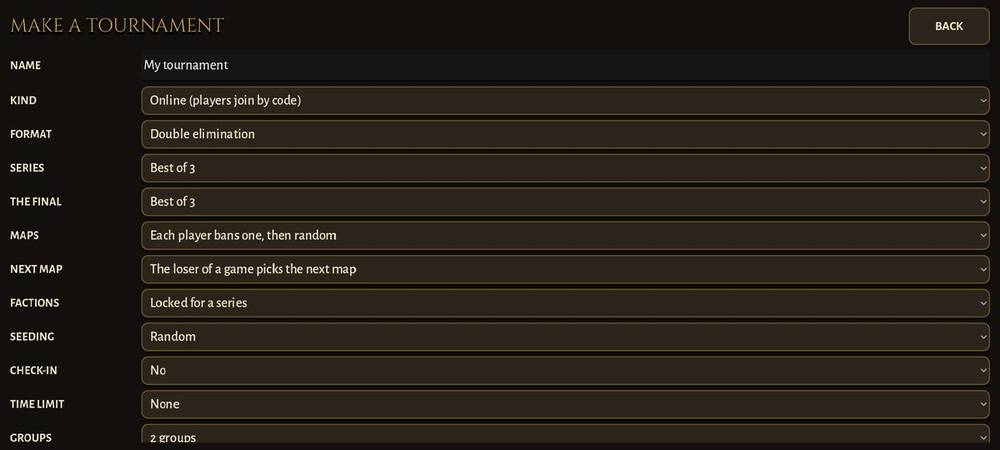 MAKE A TOURNAMENT
BACK
NAME My tournament
KIND Online (players join by code)
FORMAT Double elimination
SERIES Best of 3
THE FINAL Best of 3
MAPS Each player bans one, then random
NEXT MAP The loser of a game picks the next map
FACTIONS Locked for a series
SEEDING Random
CHECK-IN No
TIME LIMIT None
GROUPS 2 groups